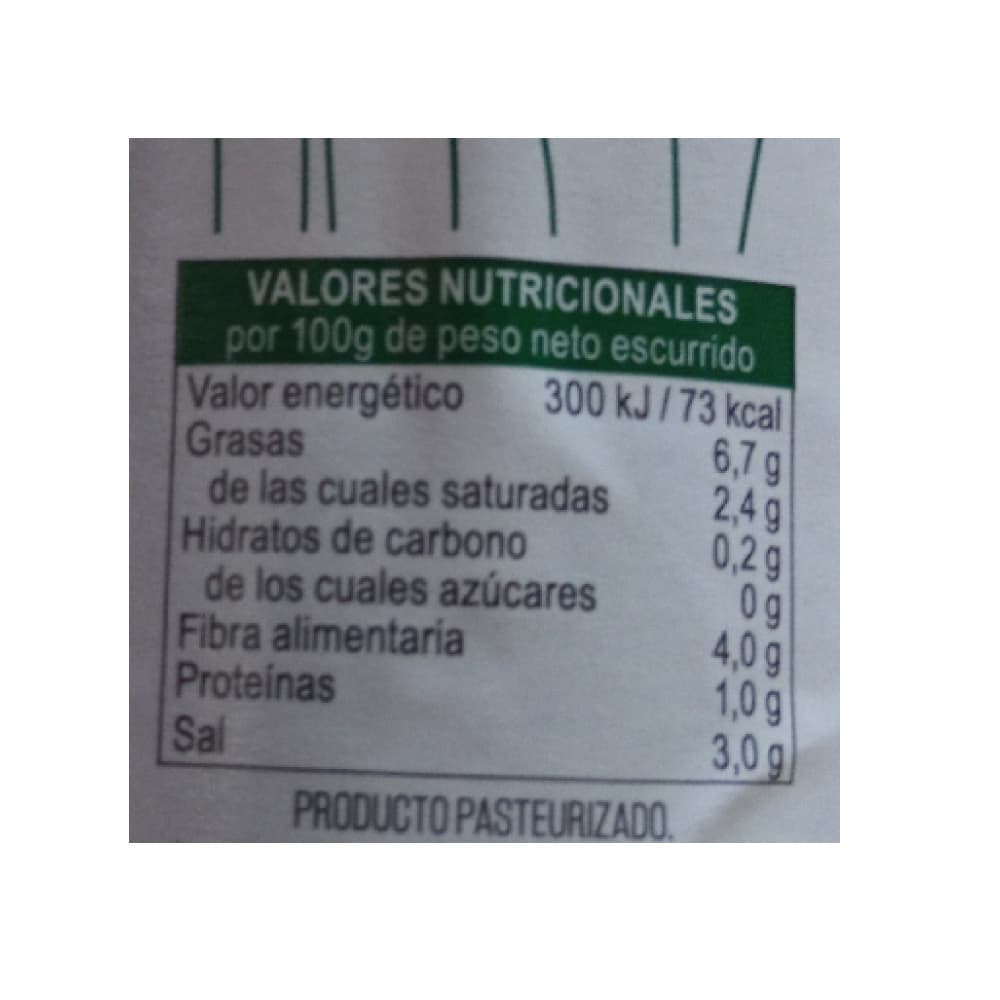 VALORES NUTRICIONALES
por 100g de peso neto escurrido
Valor energético 300 kJ / 73 kcal
Grasas 6,7 g
de las cuales saturadas 2,4 g
Hidratos de carbono 0,2 g
de los cuales azúcares 0 g
Fibra alimentaria 4,0 g
Proteínas 1,0 g
Sal 3,0 g
PRODUCTO PASTEURIZADO.